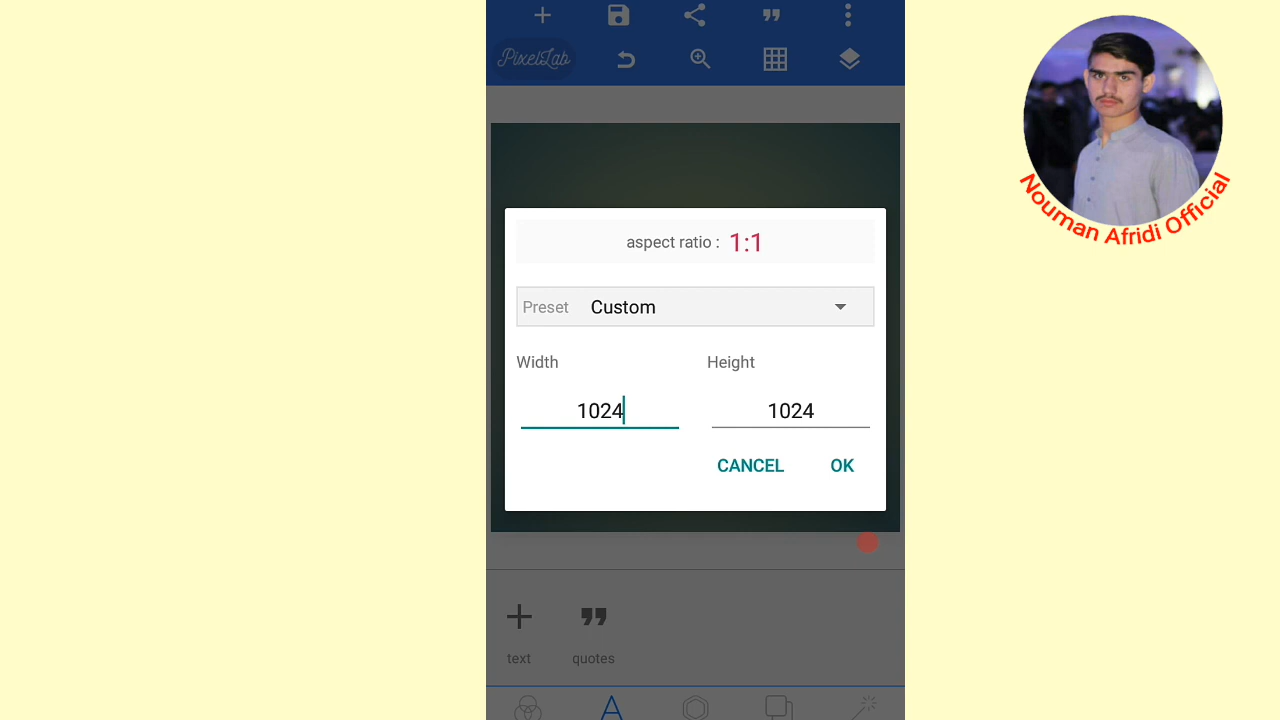 PixelLab
aspect ratio : 1:1
Preset Custom
Width Height
1024 1024
CANCEL OK
text quotes
Nouman Afridi Official